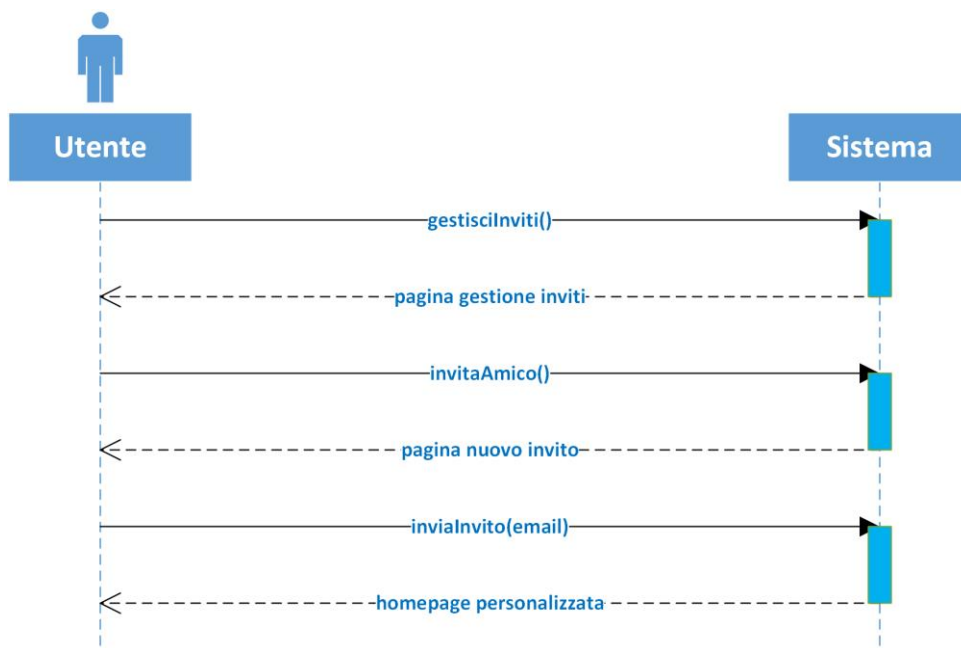 Utente
Sistema
gestisciInviti()
pagina gestione inviti
invitaAmico()
pagina nuovo invito
inviaInvito(email)
homepage personalizzata